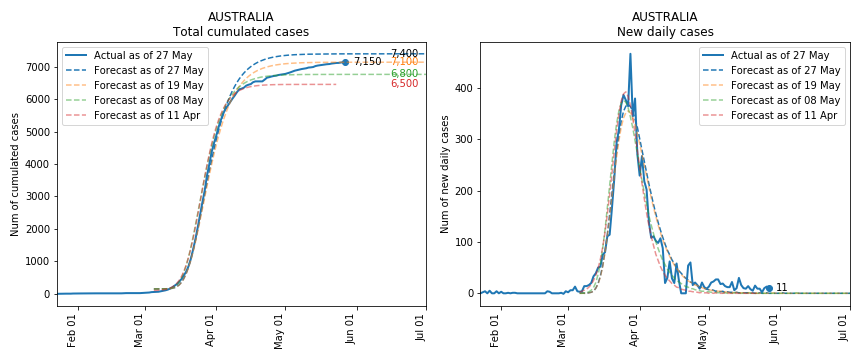 AUSTRALIA
Total cumulated cases
Num of cumulated cases
7000
6000
5000
4000
3000
2000
1000
0
Actual as of 27 May
Forecast as of 27 May
Forecast as of 19 May
Forecast as of 08 May
Forecast as of 11 Apr
7,150
7,400
7,100
6,800
6,500
Feb 01
Mar 01
Apr 01
May 01
Jun 01
Jul 01
AUSTRALIA
New daily cases
Num of new daily cases
400
300
200
100
0
Actual as of 27 May
Forecast as of 27 May
Forecast as of 19 May
Forecast as of 08 May
Forecast as of 11 Apr
11
Feb 01
Mar 01
Apr 01
May 01
Jun 01
Jul 01